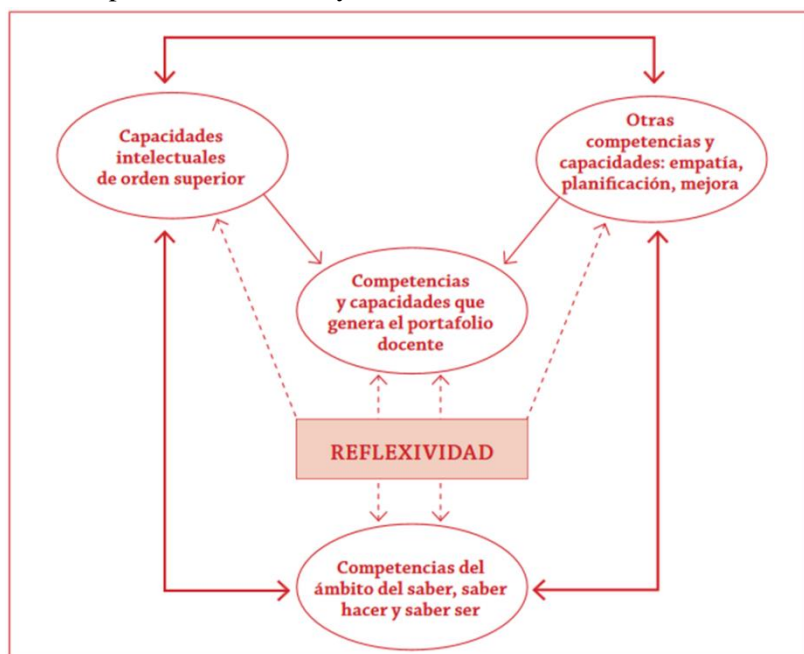 Capacidades
intelectuales
de orden superior
Otras
competencias y
capacidades: empatía,
planificación, mejora
Competencias
y capacidades que
genera el portafolio
docente
REFLEXIVIDAD
Competencias del
ámbito del saber, saber
hacer y saber ser